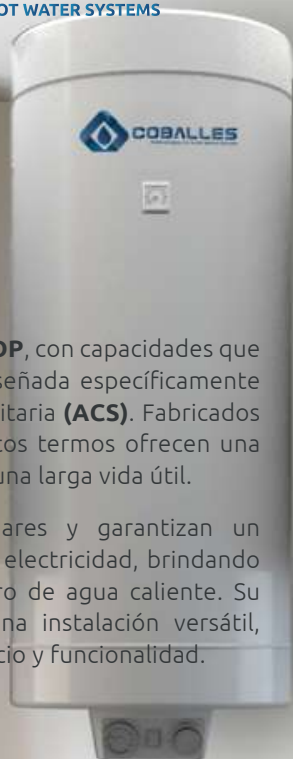 OT WATER SYSTEMS
COBALLES
DP, con capacidades que
señada específicamente
itaria (ACS). Fabricados
tos termos ofrecen una
una larga vida útil.
ares y garantizan un
electricidad, brindando
ro de agua caliente. Su
na instalación versátil,
cio y funcionalidad.